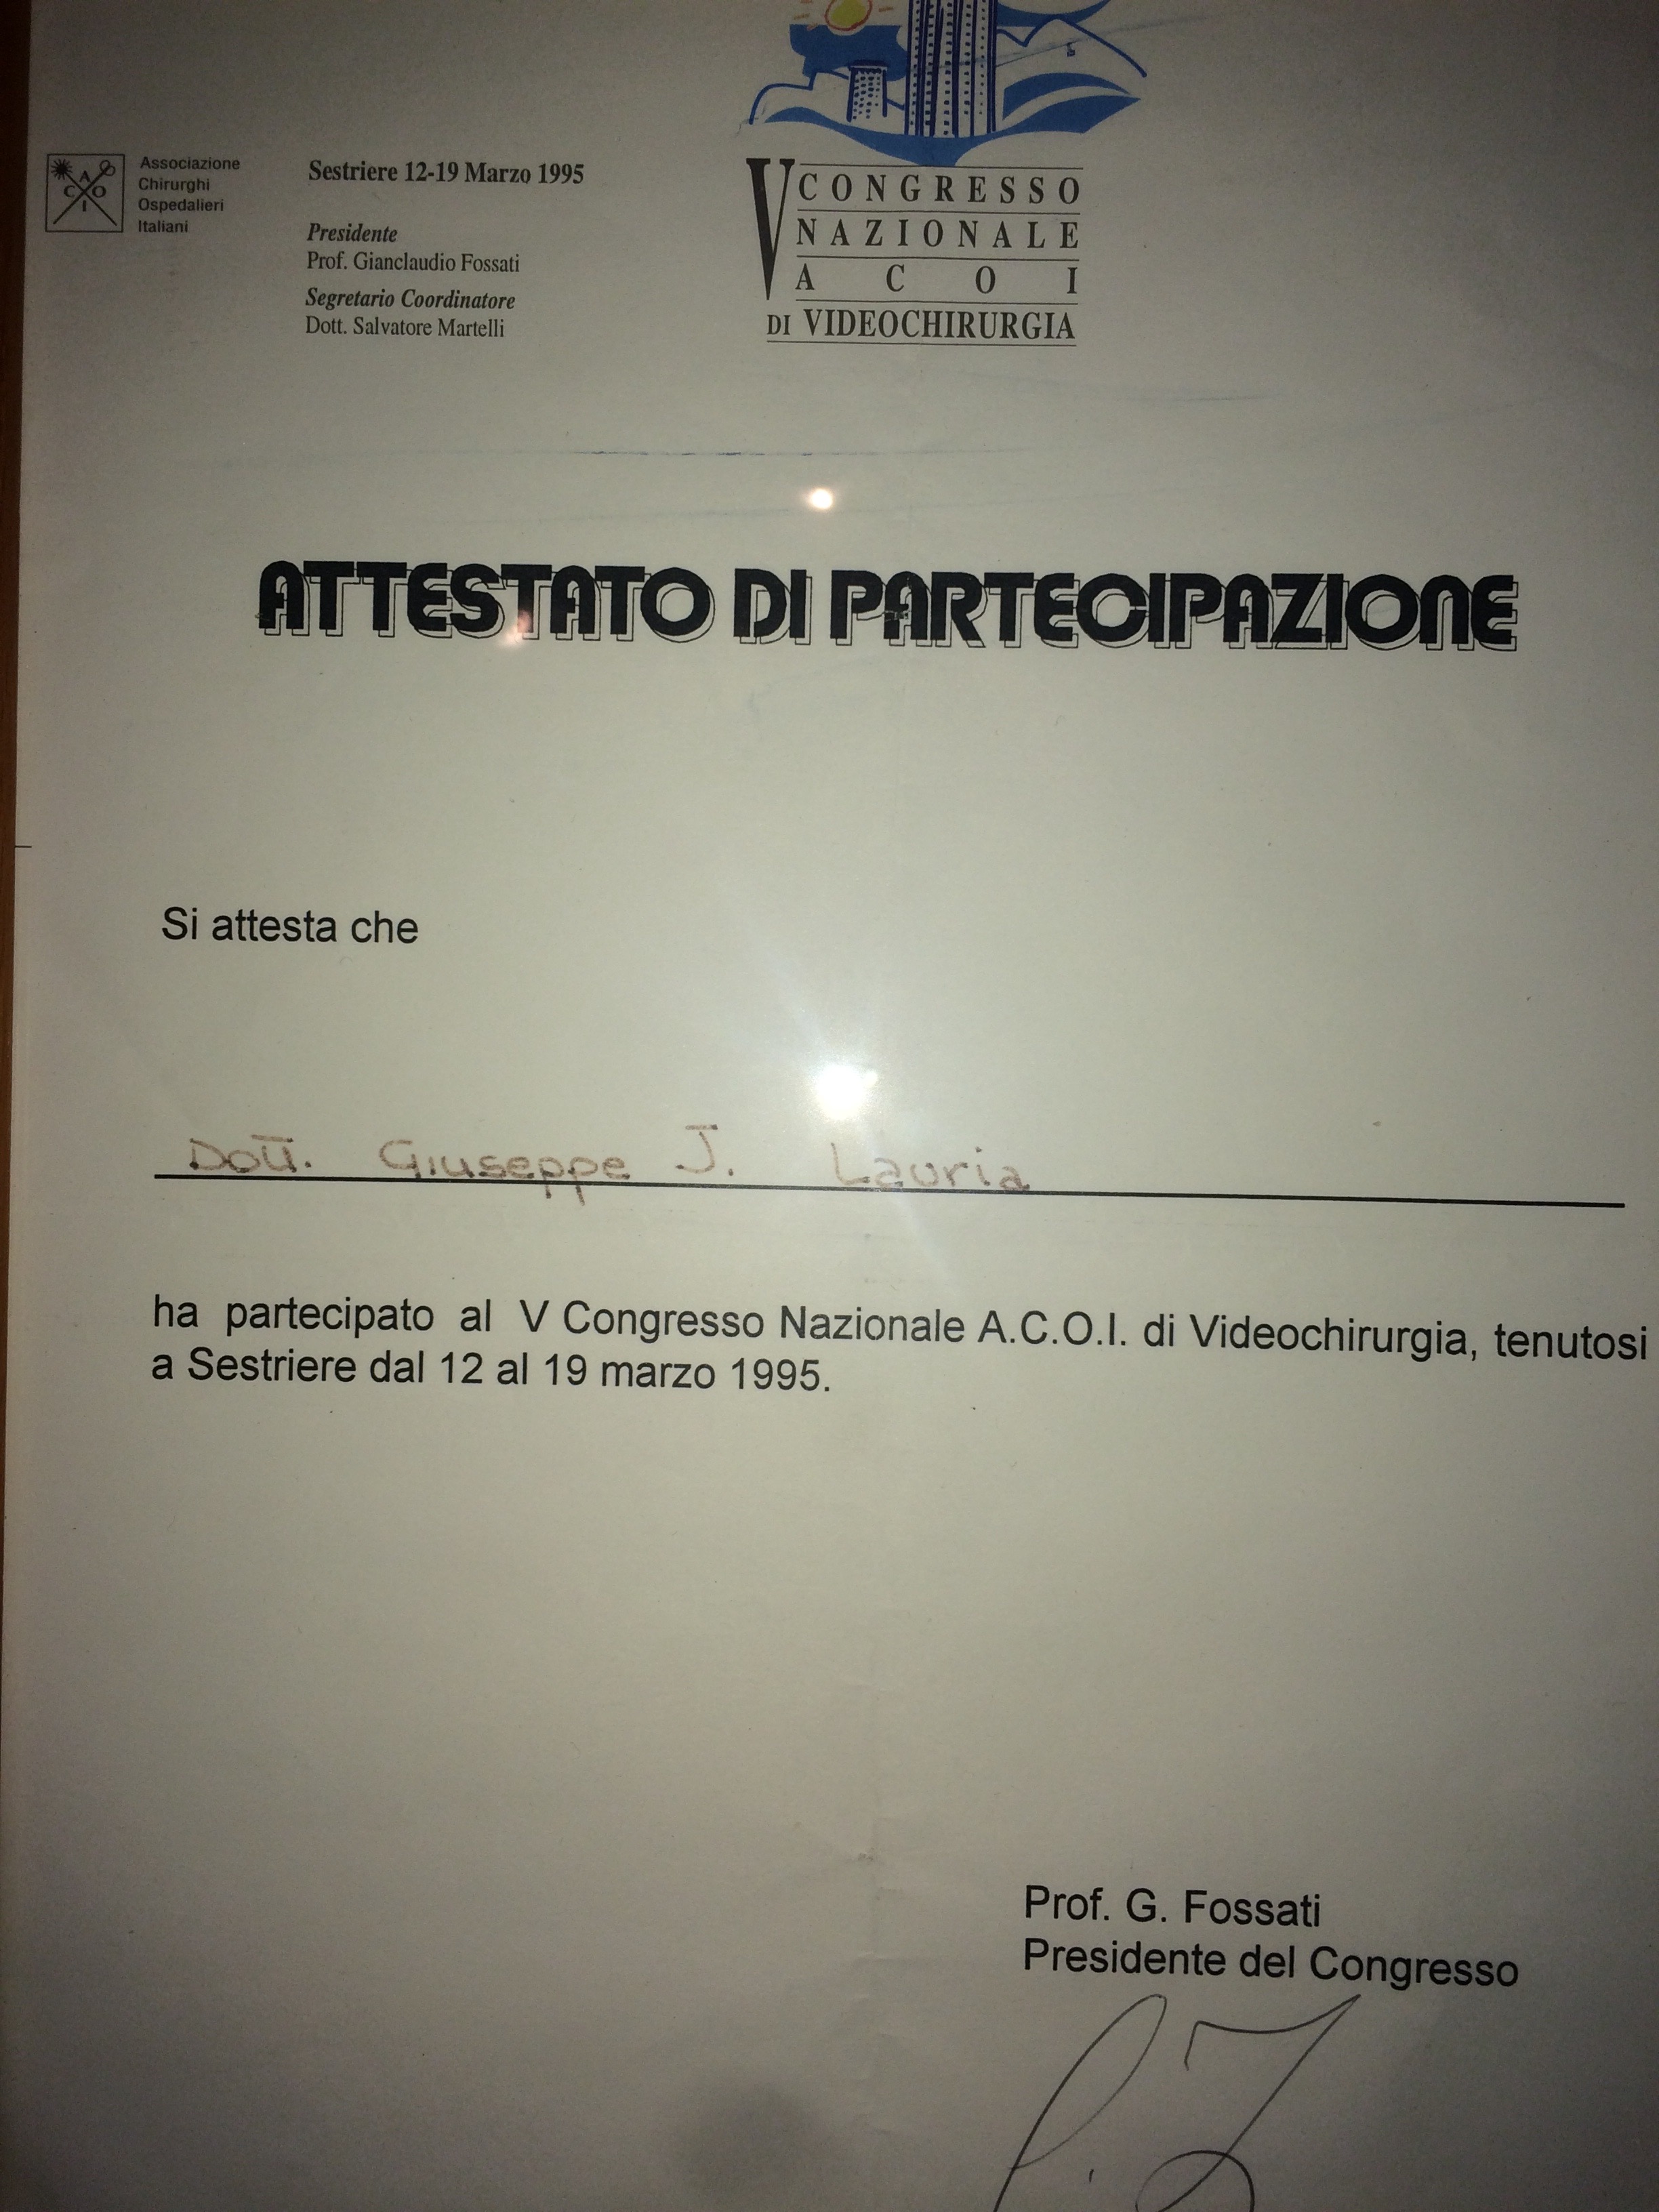 Associazione
Chirurghi
Ospedalieri
Italiani
A
C O
I
Sestriere 12-19 Marzo 1995
Presidente
Prof. Gianclaudio Fossati
Segretario Coordinatore
Dott. Salvatore Martelli
V CONGRESSO
NAZIONALE
A C O I
DI VIDEOCHIRURGIA
ATTESTATO DI PARTECIPAZIONE
Si attesta che
Dott. Giuseppe J. Lauria
ha partecipato al V Congresso Nazionale A.C.O.I. di Videochirurgia, tenutosi
a Sestriere dal 12 al 19 marzo 1995.
Prof. G. Fossati
Presidente del Congresso